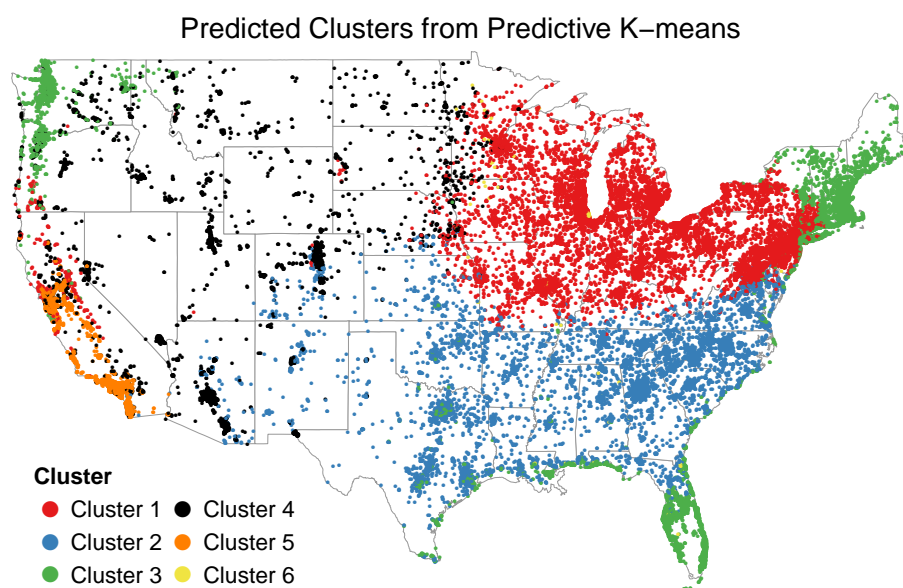 Predicted Clusters from Predictive K−means
Cluster
Cluster 1 Cluster 4
Cluster 2 Cluster 5
Cluster 3 Cluster 6